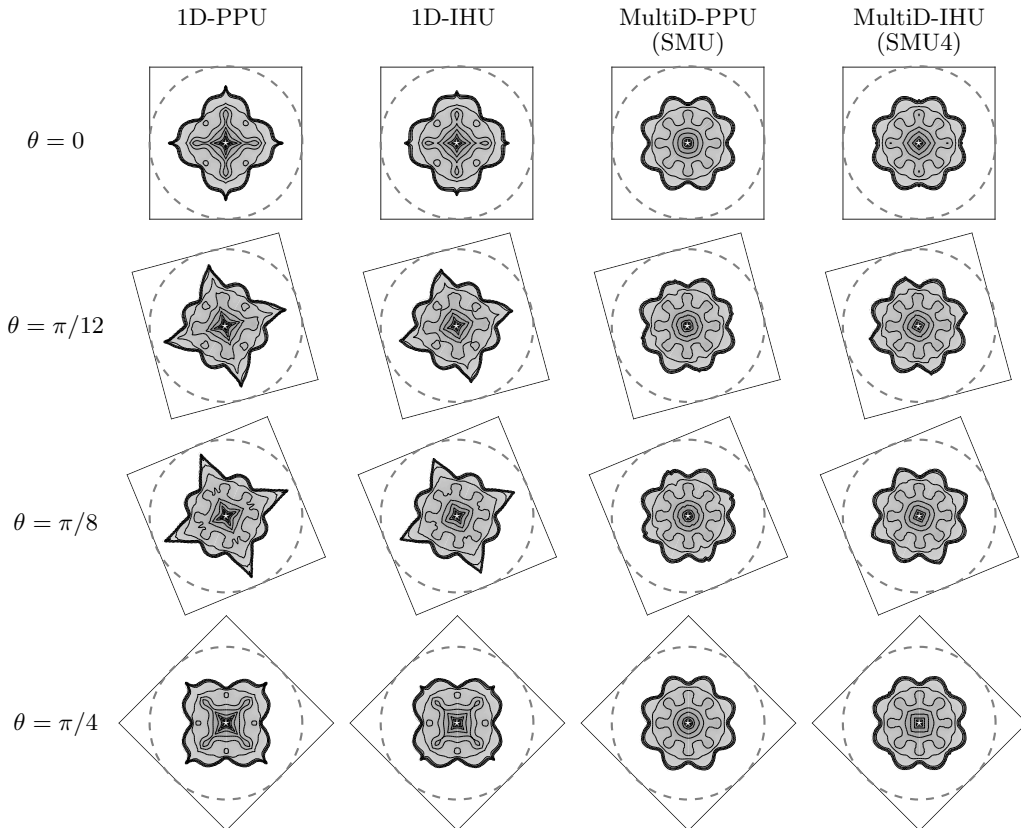 1D-PPU 1D-IHU MultiD-PPU MultiD-IHU
(SMU) (SMU4)
θ = 0
θ = π/12
θ = π/8
θ = π/4